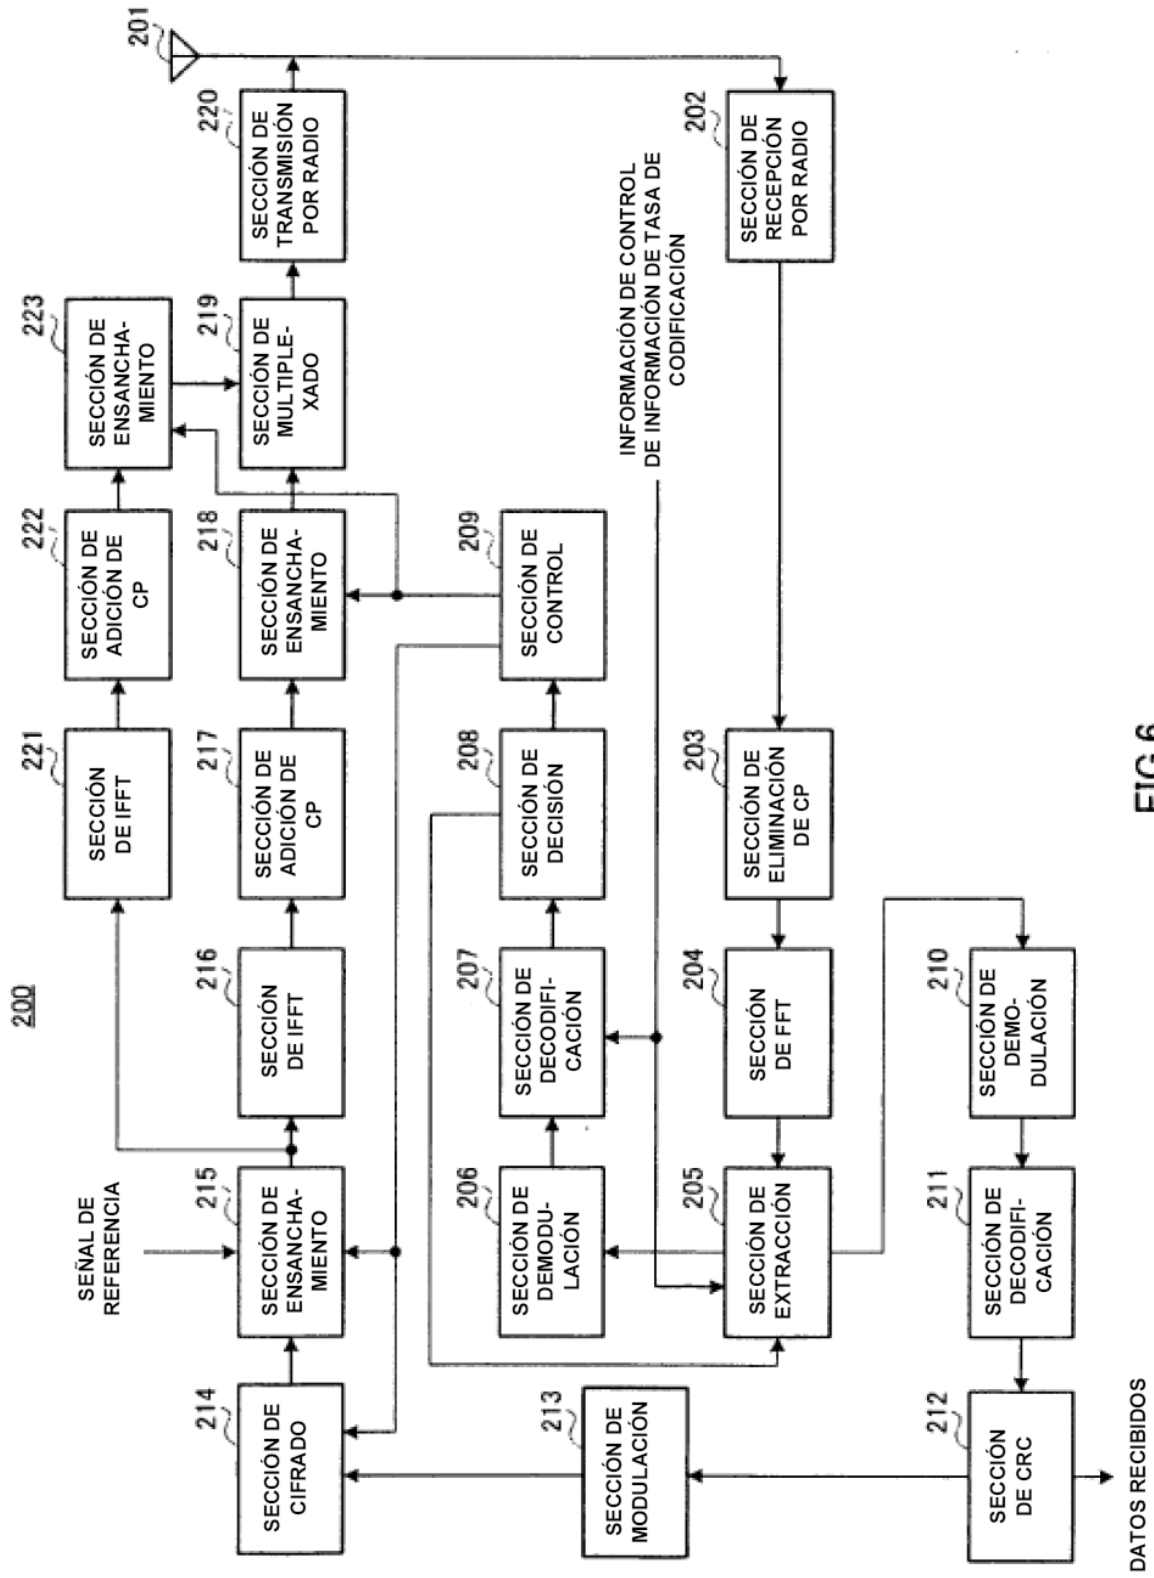 200
SEÑAL DE
REFERENCIA
221
SECCIÓN
DE IFFT
222
SECCIÓN DE
ADICIÓN DE
CP
223
SECCIÓN DE
ENSANCHA-
MIENTO
201
214
SECCIÓN DE
CIFRADO
215
SECCIÓN DE
ENSANCHA-
MIENTO
216
SECCIÓN
DE IFFT
217
SECCIÓN DE
ADICIÓN DE
CP
218
SECCIÓN DE
ENSANCHA-
MIENTO
219
SECCIÓN DE
MULTIPLE-
XADO
220
SECCIÓN DE
TRANSMISIÓN
POR RADIO
213
SECCIÓN DE
MODULACIÓN
206
SECCIÓN DE
DEMODU-
LACIÓN
207
SECCIÓN DE
DECODIFI-
CACIÓN
208
SECCIÓN DE
DECISIÓN
209
SECCIÓN DE
CONTROL
INFORMACIÓN DE CONTROL
DE INFORMACIÓN DE TASA DE
CODIFICACIÓN
205
SECCIÓN DE
EXTRACCIÓN
204
SECCIÓN
DE FFT
203
SECCIÓN DE
ELIMINACIÓN
DE CP
202
SECCIÓN DE
RECEPCIÓN
POR RADIO
212
SECCIÓN
DE CRC
211
SECCIÓN DE
DECODIFI-
CACIÓN
210
SECCIÓN DE
DEMO-
DULACIÓN
DATOS RECIBIDOS
FIG.6